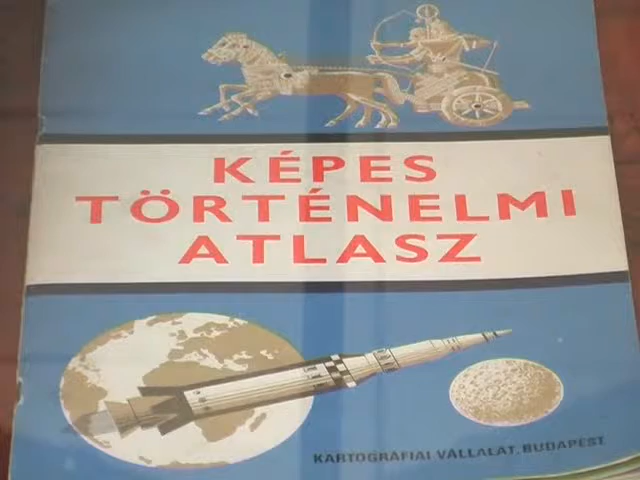 KÉPES
TÖRTÉNELMI
ATLASZ
KARTOGRÁFIAI VÁLLALAT, BUDAPEST